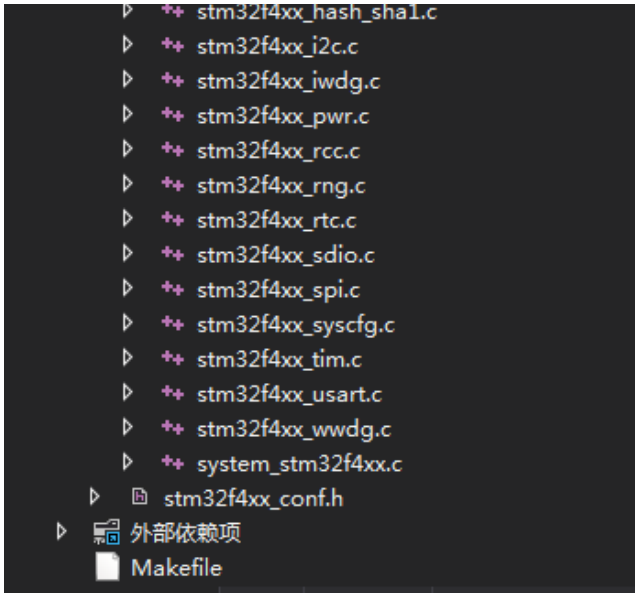 stm32f4xx_hash_sha1.c
stm32f4xx_i2c.c
stm32f4xx_iwdg.c
stm32f4xx_pwr.c
stm32f4xx_rcc.c
stm32f4xx_rng.c
stm32f4xx_rtc.c
stm32f4xx_sdio.c
stm32f4xx_spi.c
stm32f4xx_syscfg.c
stm32f4xx_tim.c
stm32f4xx_usart.c
stm32f4xx_wwdg.c
system_stm32f4xx.c
stm32f4xx_conf.h
外部依赖项
Makefile